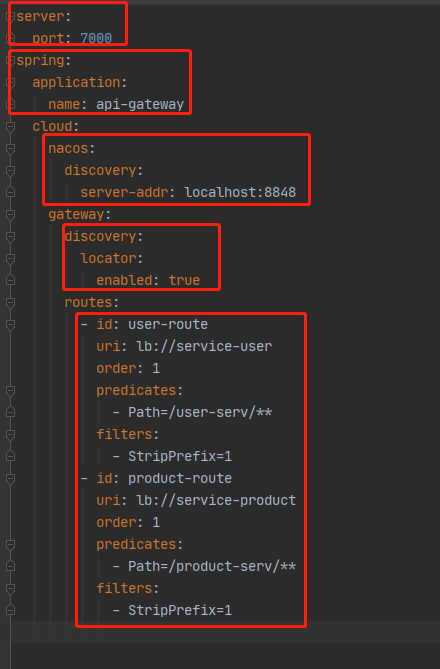 server:
  port: 7000
spring:
  application:
    name: api-gateway
  cloud:
    nacos:
      discovery:
        server-addr: localhost:8848
    gateway:
      discovery:
        locator:
          enabled: true
      routes:
        - id: user-route
          uri: lb://service-user
          order: 1
          predicates:
            - Path=/user-serv/**
          filters:
            - StripPrefix=1
        - id: product-route
          uri: lb://service-product
          order: 1
          predicates:
            - Path=/product-serv/**
          filters:
            - StripPrefix=1